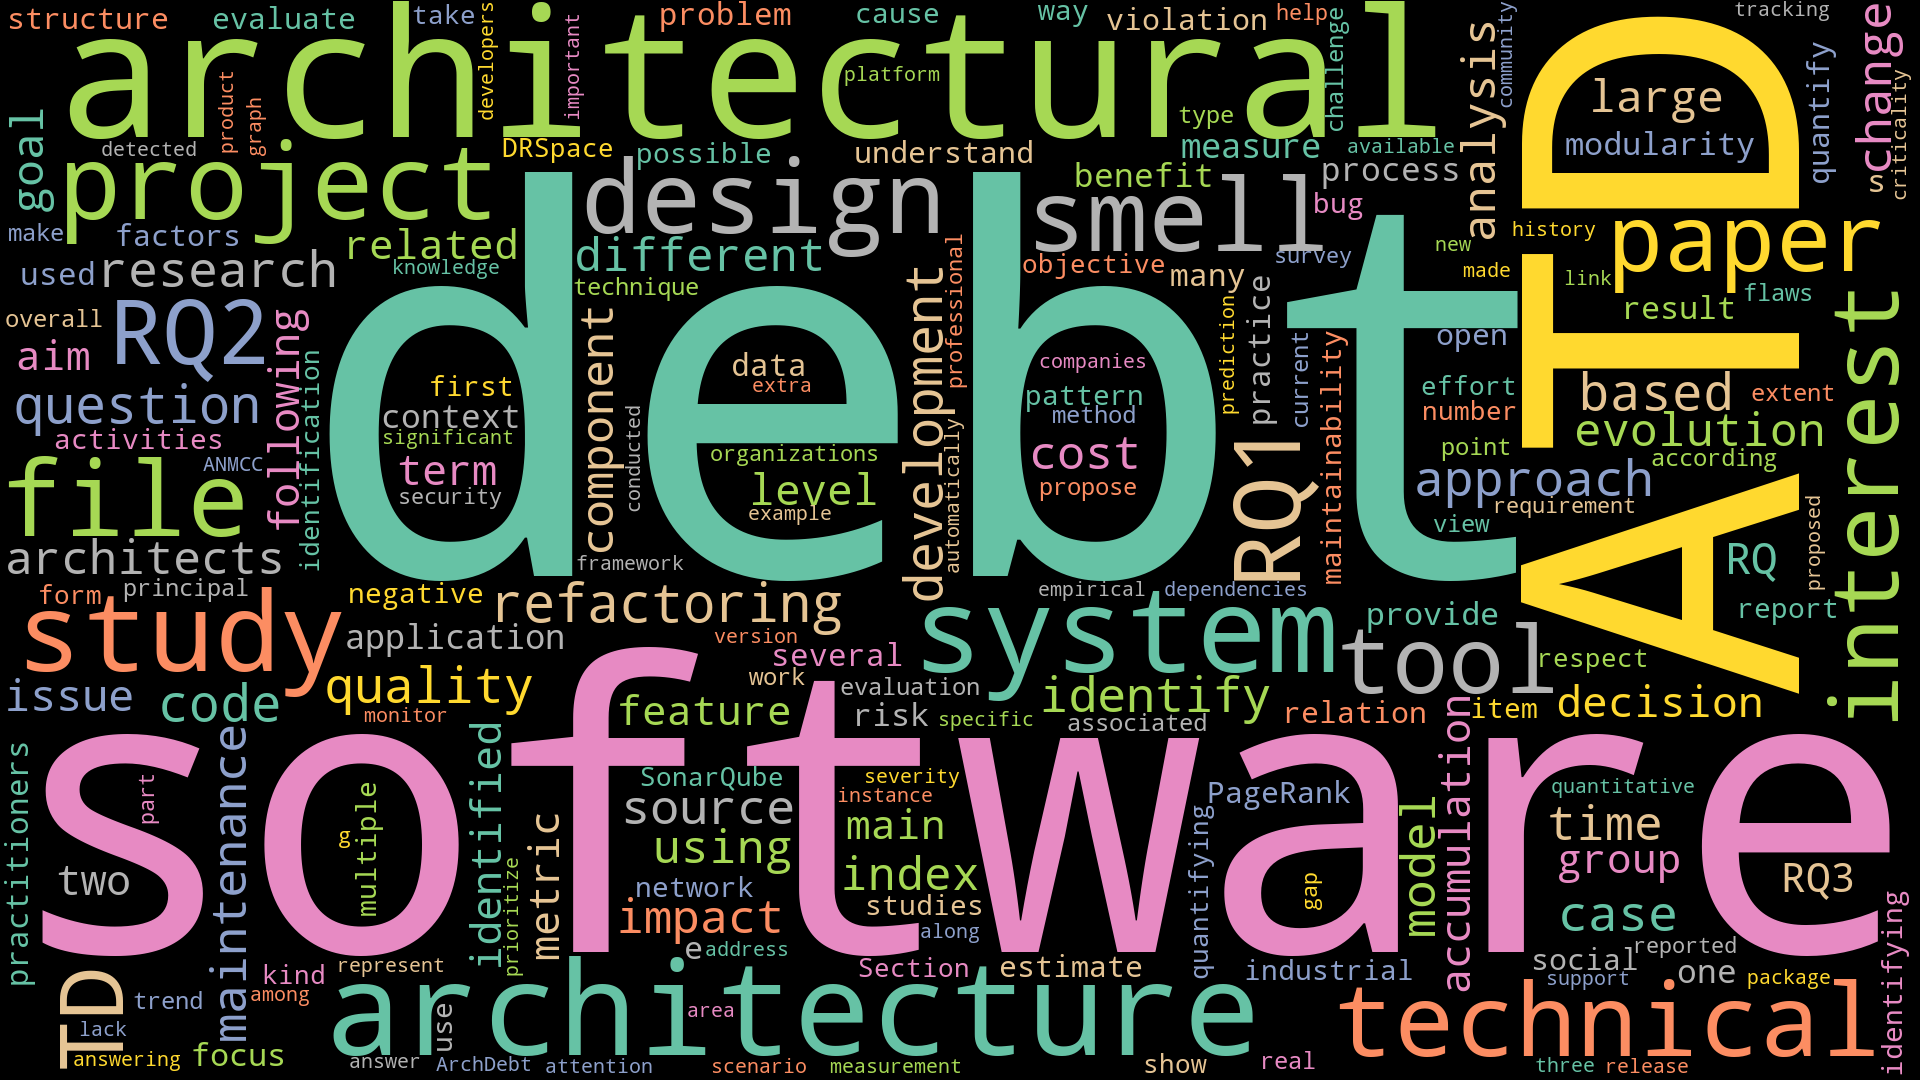 structure
evaluate
take
developers
important
problem
cause
way
violation
help
tracking
architectural
platform
challenge
community
analysis
ATD
large
modularity
quantify
change
criticality
s
goal
product
graph
detected
DRSpace
possible
understand
type
measure
available
process
project
design
smell
benefit
bug
make
factors
related
knowledge
different
technique
professional
objective
many
survey
new
made
history
link
paper
flaws
result
used
research
debt
overall
RQ2
aim
following
identification
component
conducted
development
automatically
data
extra
companies
pattern
method
prediction
practice
current
maintainability
open
effort
number
point
based
extent
evolution
according
interest
question
activities
ANMCC
first
context
significant
term
security
organizations
level
example
cost
propose
RQ1
approach
requirement
view
RQ
proposed
report
file
architects
principal
form
framework
empirical
dependencies
negative
refactoring
study
application
version
several
work
system
provide
tool
respect
issue
code
quality
monitor
feature
evaluation
risk
specific
identify
associated
relation
item
decision
accumulation
practitioners
part
maintenance
multiple
g
identified
prioritize
metric
software
SonarQube
source
using
severity
instance
main
index
network
impact
studies
along
e
address
quantifying
PageRank
gap
model
quantitative
time
group
RQ3
case
two
TD
trend
lack
answering
focus
kind
among
represent
use
architecture
area
Section
estimate
industrial
social
reported
one
support
package
identifying
technical
answer
ArchDebt
attention
scenario
measurement
show
real
three
release